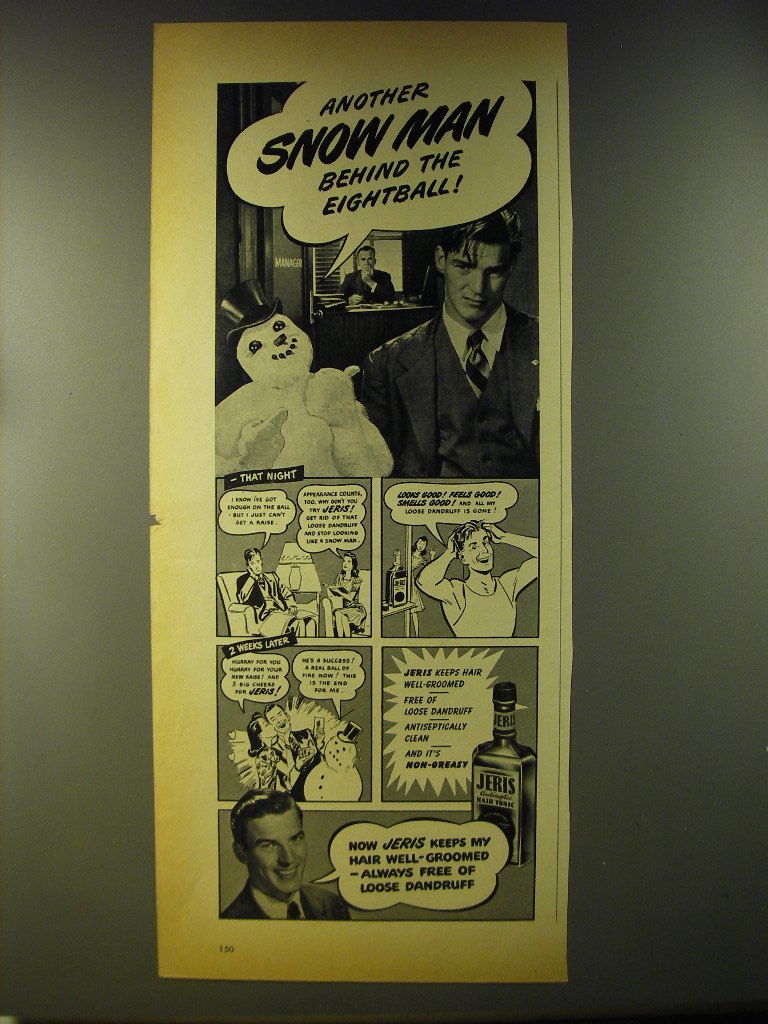 ANOTHER
SNOW MAN
BEHIND THE
EIGHTBALL!
MANAGER
- THAT NIGHT
I KNOW I'VE GOT
ENOUGH ON THE BALL
- BUT I JUST CAN'T
GET A RAISE.
APPEARANCE COUNTS,
TOO. WHY DON'T YOU
TRY JERIS!
GET RID OF THAT
LOOSE DANDRUFF
AND STOP LOOKING
LIKE A SNOW MAN.
LOOKS GOOD! FEELS GOOD!
SMELLS GOOD! AND ALL MY
LOOSE DANDRUFF IS GONE!
JERIS
2 WEEKS LATER
HURRAY FOR YOU
HURRAY FOR YOUR
NEW RAISE! AND
3 BIG CHEERS
FOR JERIS!
HE'S A SUCCESS!
A REAL BALL OF
FIRE NOW! THIS
IS THE END
FOR ME.
JERIS KEEPS HAIR
WELL-GROOMED
FREE OF
LOOSE DANDRUFF
ANTISEPTICALLY
CLEAN
AND IT'S
NON-GREASY
JERIS
JERIS
Antiseptic
HAIR TONIC
NOW JERIS KEEPS MY
HAIR WELL-GROOMED
- ALWAYS FREE OF
LOOSE DANDRUFF
150